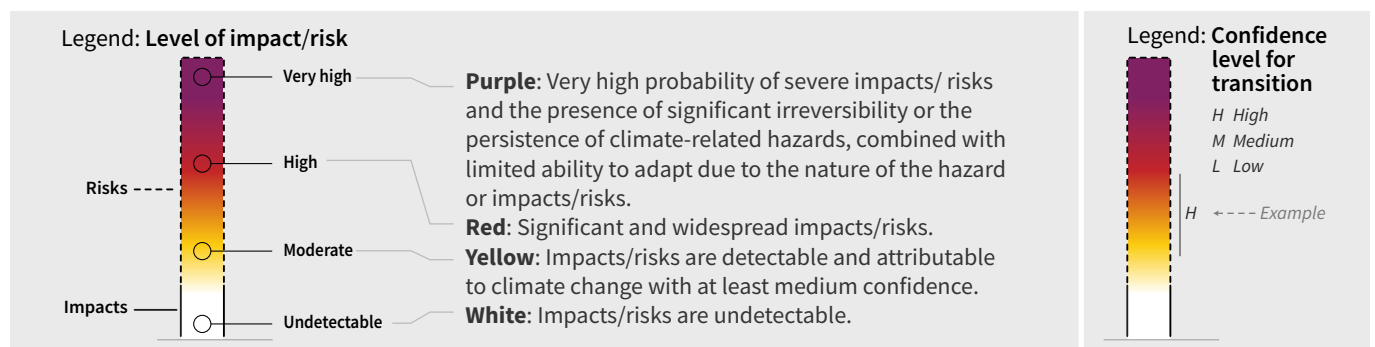 Legend: Level of impact/risk
Very high
High
Risks
Moderate
Impacts
Undetectable
Purple: Very high probability of severe impacts/ risks
and the presence of significant irreversibility or the
persistence of climate-related hazards, combined with
limited ability to adapt due to the nature of the hazard
or impacts/risks.
Red: Significant and widespread impacts/risks.
Yellow: Impacts/risks are detectable and attributable
to climate change with at least medium confidence.
White: Impacts/risks are undetectable.
Legend: Confidence
level for
transition
H High
M Medium
L Low
H
Example